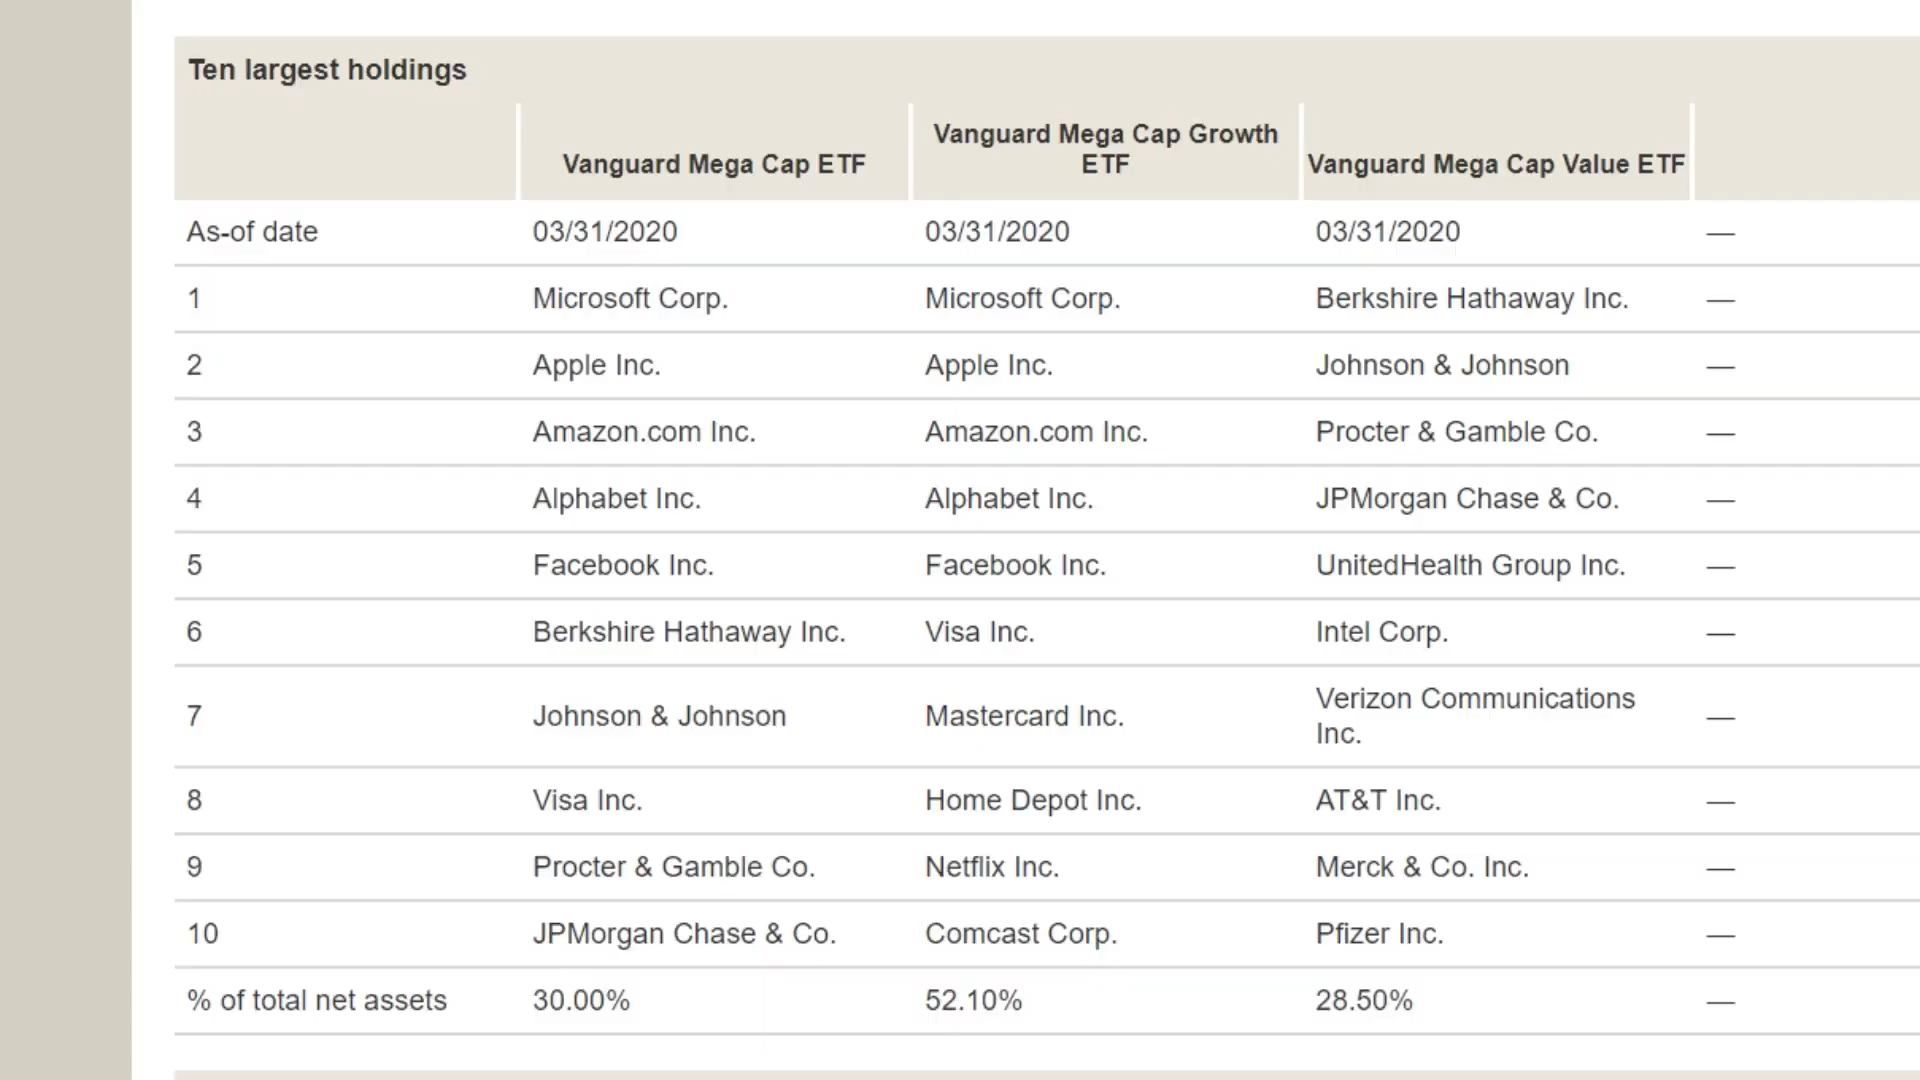 Ten largest holdings
Vanguard Mega Cap ETF
Vanguard Mega Cap Growth
ETF
Vanguard Mega Cap Value ETF
As-of date 03/31/2020 03/31/2020 03/31/2020 —
1 Microsoft Corp. Microsoft Corp. Berkshire Hathaway Inc. —
2 Apple Inc. Apple Inc. Johnson & Johnson —
3 Amazon.com Inc. Amazon.com Inc. Procter & Gamble Co. —
4 Alphabet Inc. Alphabet Inc. JPMorgan Chase & Co. —
5 Facebook Inc. Facebook Inc. UnitedHealth Group Inc. —
6 Berkshire Hathaway Inc. Visa Inc. Intel Corp. —
7 Johnson & Johnson Mastercard Inc. Verizon Communications
Inc. —
8 Visa Inc. Home Depot Inc. AT&T Inc. —
9 Procter & Gamble Co. Netflix Inc. Merck & Co. Inc. —
10 JPMorgan Chase & Co. Comcast Corp. Pfizer Inc. —
% of total net assets 30.00% 52.10% 28.50% —